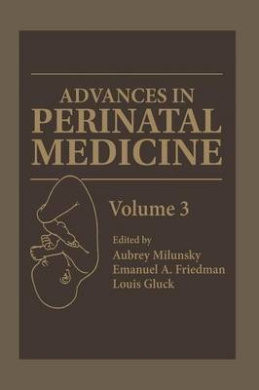 ADVANCES IN
PERINATAL
MEDICINE
Volume 3
Edited by
Aubrey Milunsky
Emanuel A. Friedman
Louis Gluck